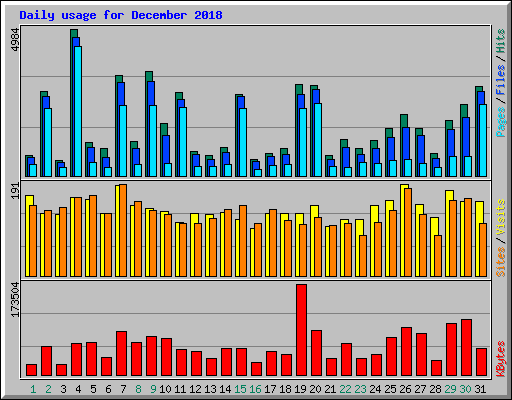 Daily usage for December 2018
4984
Pages / Files / Hits
191
Sites / Visits
173504
KBytes
1 2 3 4 5 6 7 8 9 10 11 12 13 14 15 16 17 18 19 20 21 22 23 24 25 26 27 28 29 30 31